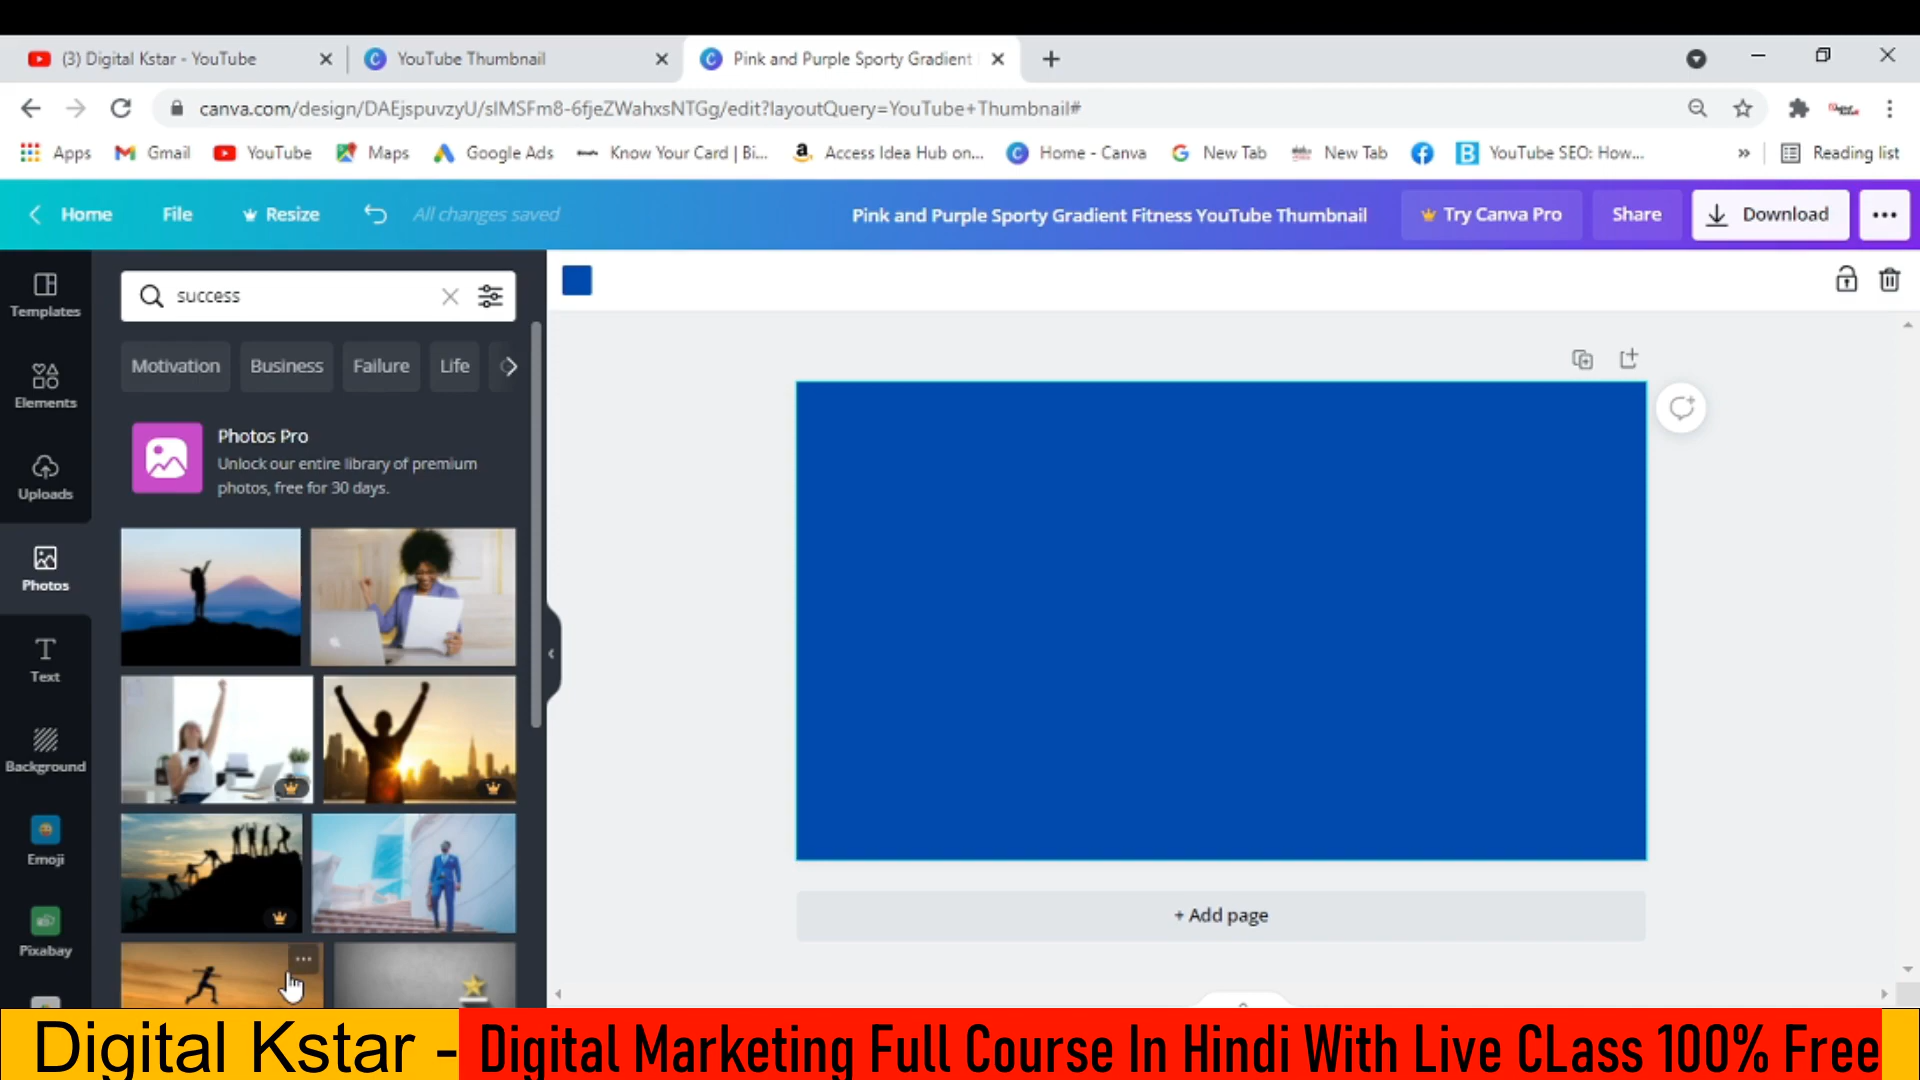 (3) Digital Kstar - YouTube
YouTube Thumbnail
Pink and Purple Sporty Gradient
canva.com/design/DAEjspuvzyU/slMSFm8-6fjeZWahxsNTGg/edit?layoutQuery=YouTube+Thumbnail#
Apps
Gmail
YouTube
Maps
Google Ads
Know Your Card | Bi...
Access Idea Hub on...
Home - Canva
New Tab
New Tab
YouTube SEO: How...
»
Reading list
Home
File
Resize
All changes saved
Pink and Purple Sporty Gradient Fitness YouTube Thumbnail
Try Canva Pro
Share
Download
Templates
Elements
Uploads
Photos
Text
Background
Emoji
Pixabay
success
Motivation
Business
Failure
Life
Photos Pro
Unlock our entire library of premium
photos, free for 30 days.
+ Add page
Digital Kstar - Digital Marketing Full Course In Hindi With Live CLass 100% Free